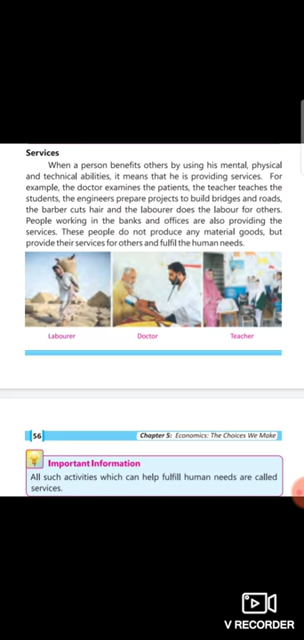 Services
When a person benefits others by using his mental, physical
and technical abilities, it means that he is providing services. For
example, the doctor examines the patients, the teacher teaches the
students, the engineers prepare projects to build bridges and roads,
the barber cuts hair and the labourer does the labour for others.
People working in the banks and offices are also providing the
services. These people do not produce any material goods, but
provide their services for others and fulfil the human needs.
Labourer Doctor Teacher
56 Chapter 5: Economics: The Choices We Make
Important Information
All such activities which can help fulfill human needs are called
services.
V RECORDER